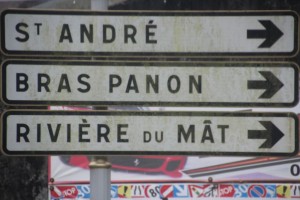 ST ANDRÉ
BRAS PANON
RIVIÈRE DU MÂT